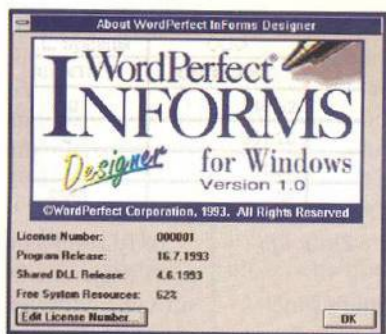 About WordPerfect InForms Designer
WordPerfect®
INFORMS
Designer for Windows
Version 1.0
©WordPerfect Corporation, 1993. All Rights Reserved
License Number: 000001
Program Release: 16.7.1993
Shared DLL Release: 4.6.1993
Free System Resources: 62%
Edit License Number... OK